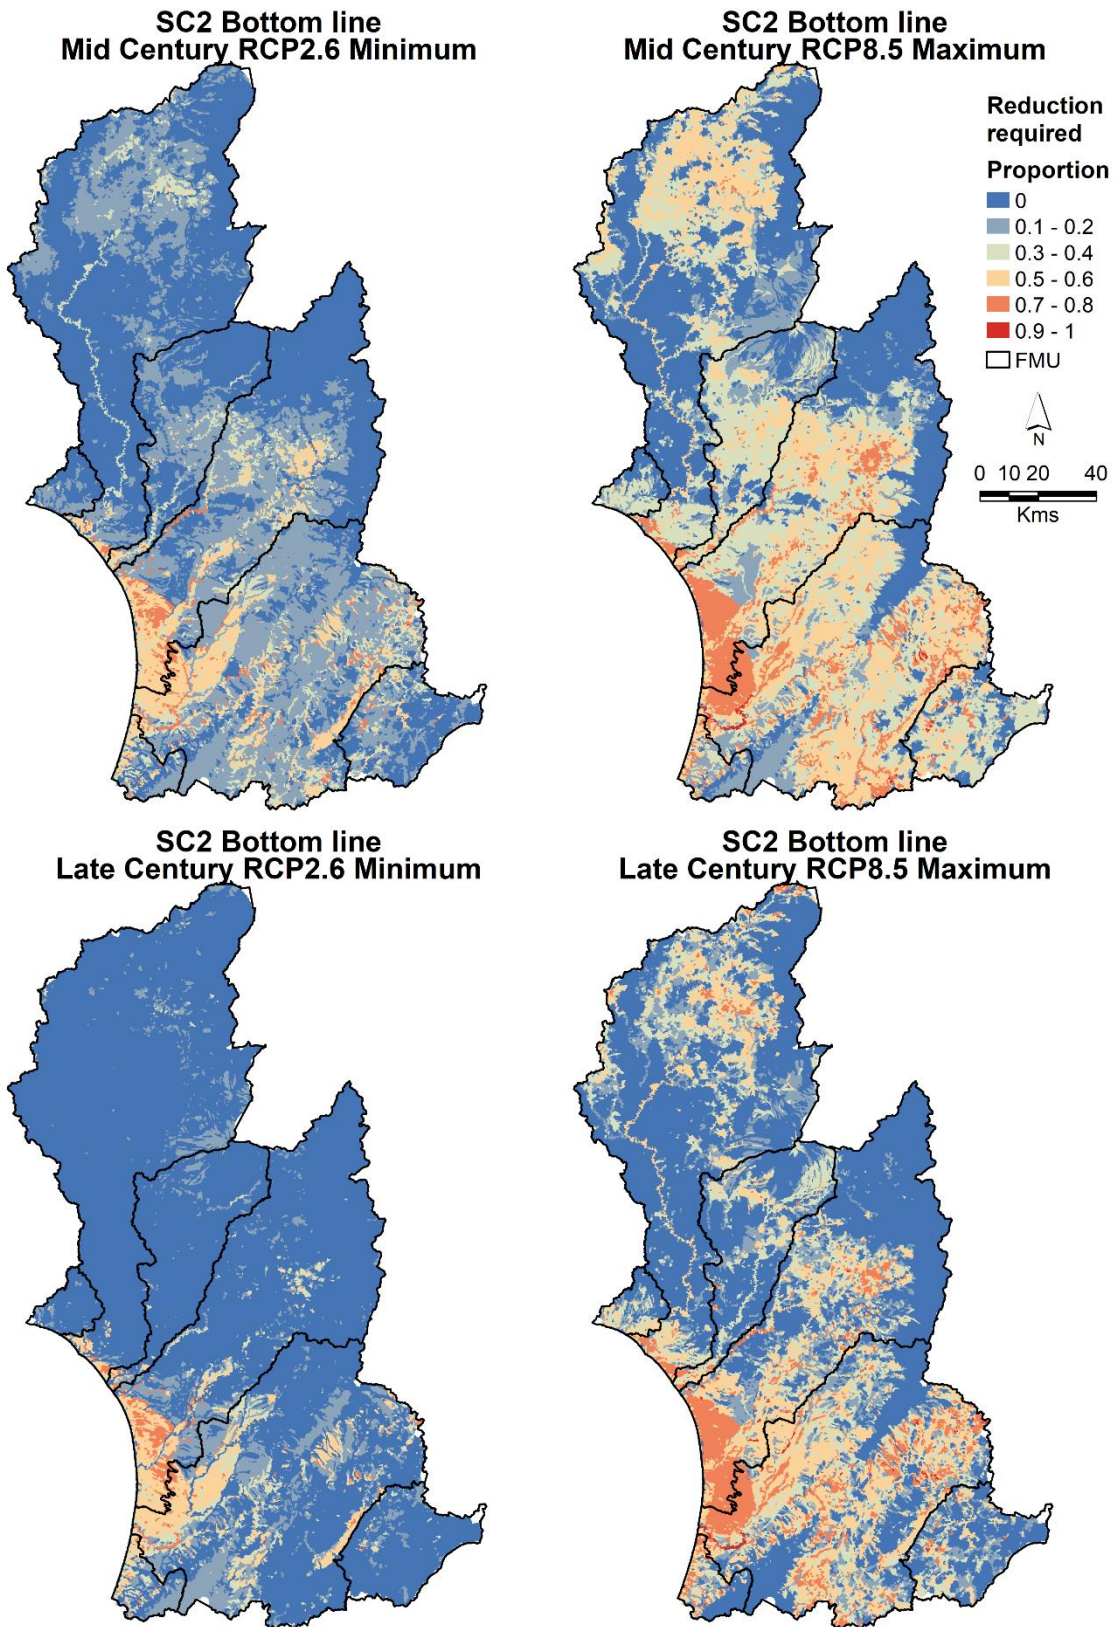 SC2 Bottom line
Mid Century RCP2.6 Minimum
SC2 Bottom line
Mid Century RCP8.5 Maximum
Reduction
required
Proportion
0
0.1 - 0.2
0.3 - 0.4
0.5 - 0.6
0.7 - 0.8
0.9 - 1
FMU
N
0 10 20 40
Kms
SC2 Bottom line
Late Century RCP2.6 Minimum
SC2 Bottom line
Late Century RCP8.5 Maximum